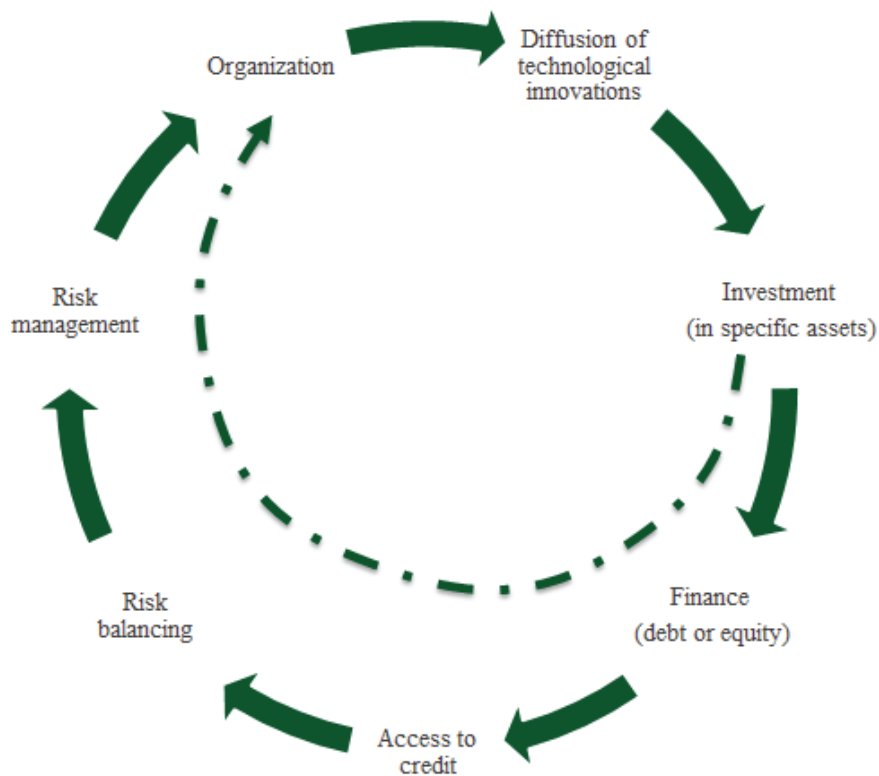 Organization
Diffusion of
technological
innovations
Investment
(in specific assets)
Finance
(debt or equity)
Access to
credit
Risk
balancing
Risk
management